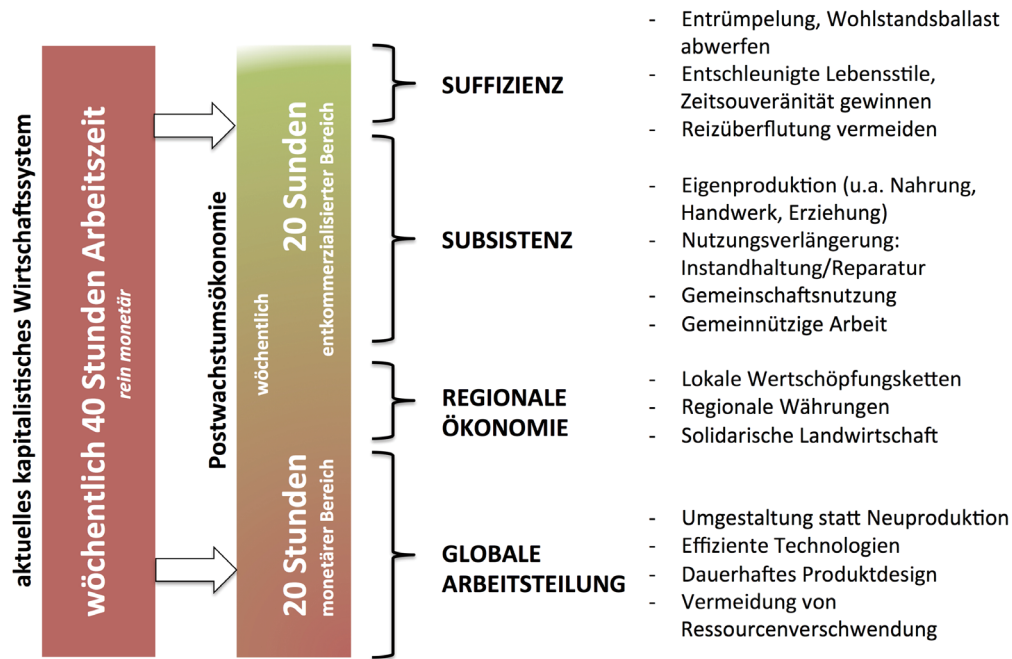 aktuelles kapitalistisches Wirtschaftssystem
wöchentlich 40 Stunden Arbeitszeit
rein monetär
Postwachstumsökonomie
wöchentlich
20 Sunden
entkommerzialisierter Bereich
20 Stunden
monetärer Bereich
SUFFIZIENZ
- Entrümpelung, Wohlstandsballast
abwerfen
- Entschleunigte Lebensstile,
Zeitsouveränität gewinnen
- Reizüberflutung vermeiden
SUBSISTENZ
- Eigenproduktion (u.a. Nahrung,
Handwerk, Erziehung)
- Nutzungsverlängerung:
Instandhaltung/Reparatur
- Gemeinschaftsnutzung
- Gemeinnützige Arbeit
REGIONALE
ÖKONOMIE
- Lokale Wertschöpfungsketten
- Regionale Währungen
- Solidarische Landwirtschaft
GLOBALE
ARBEITSTEILUNG
- Umgestaltung statt Neuproduktion
- Effiziente Technologien
- Dauerhaftes Produktdesign
- Vermeidung von
Ressourcenverschwendung